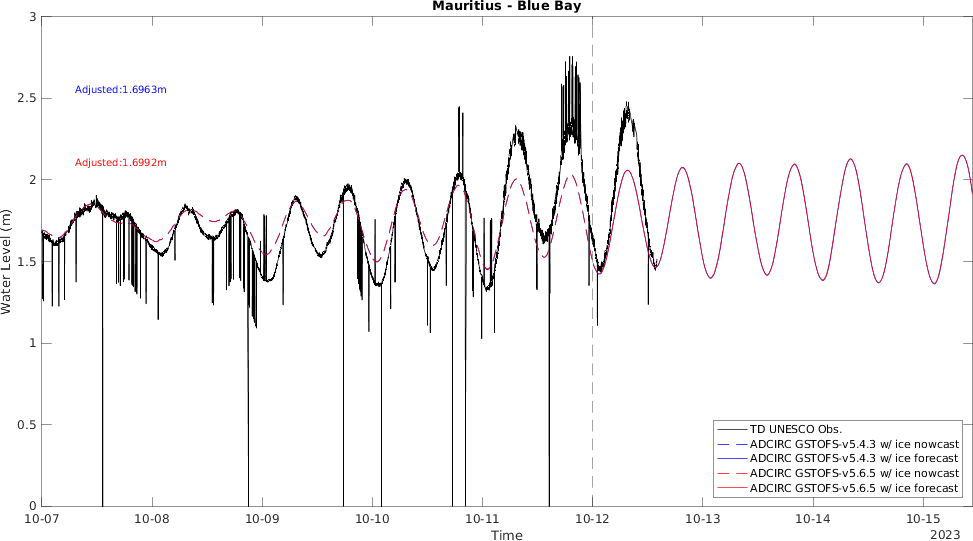 Mauritius - Blue Bay
3
2.5
2
1.5
1
0.5
0
Water Level (m)
Adjusted:1.6963m
Adjusted:1.6992m
TD UNESCO Obs.
ADCIRC GSTOFS-v5.4.3 w/ ice nowcast
ADCIRC GSTOFS-v5.4.3 w/ ice forecast
ADCIRC GSTOFS-v5.6.5 w/ ice nowcast
ADCIRC GSTOFS-v5.6.5 w/ ice forecast
10-07 10-08 10-09 10-10 10-11 10-12 10-13 10-14 10-15
Time
2023